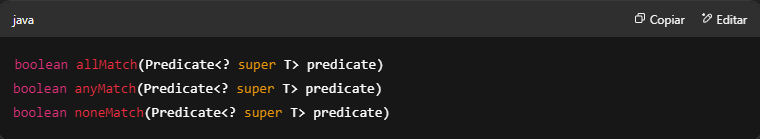 java Copiar Editar
boolean allMatch(Predicate<? super T> predicate)
boolean anyMatch(Predicate<? super T> predicate)
boolean noneMatch(Predicate<? super T> predicate)